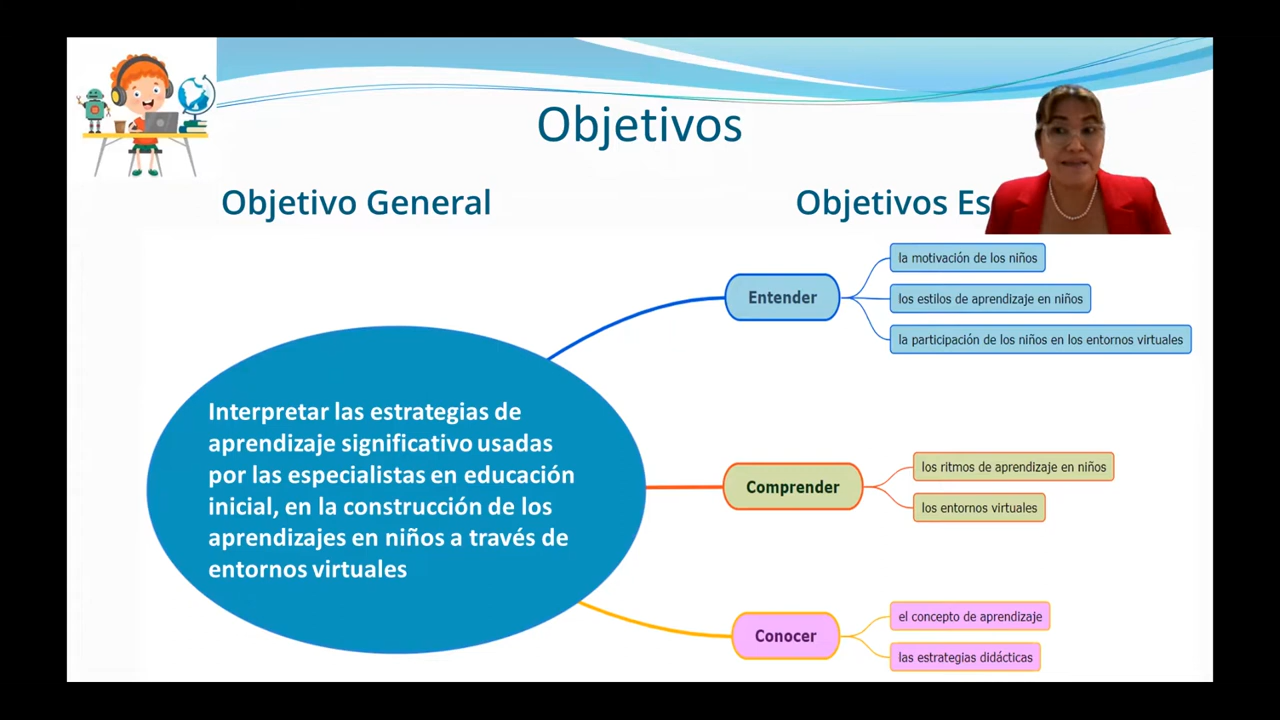 Objetivos
Objetivo General
Objetivos Es
Interpretar las estrategias de
aprendizaje significativo usadas
por las especialistas en educación
inicial, en la construcción de los
aprendizajes en niños a través de
entornos virtuales
Entender
la motivación de los niños
los estilos de aprendizaje en niños
la participación de los niños en los entornos virtuales
Comprender
los ritmos de aprendizaje en niños
los entornos virtuales
Conocer
el concepto de aprendizaje
las estrategias didácticas